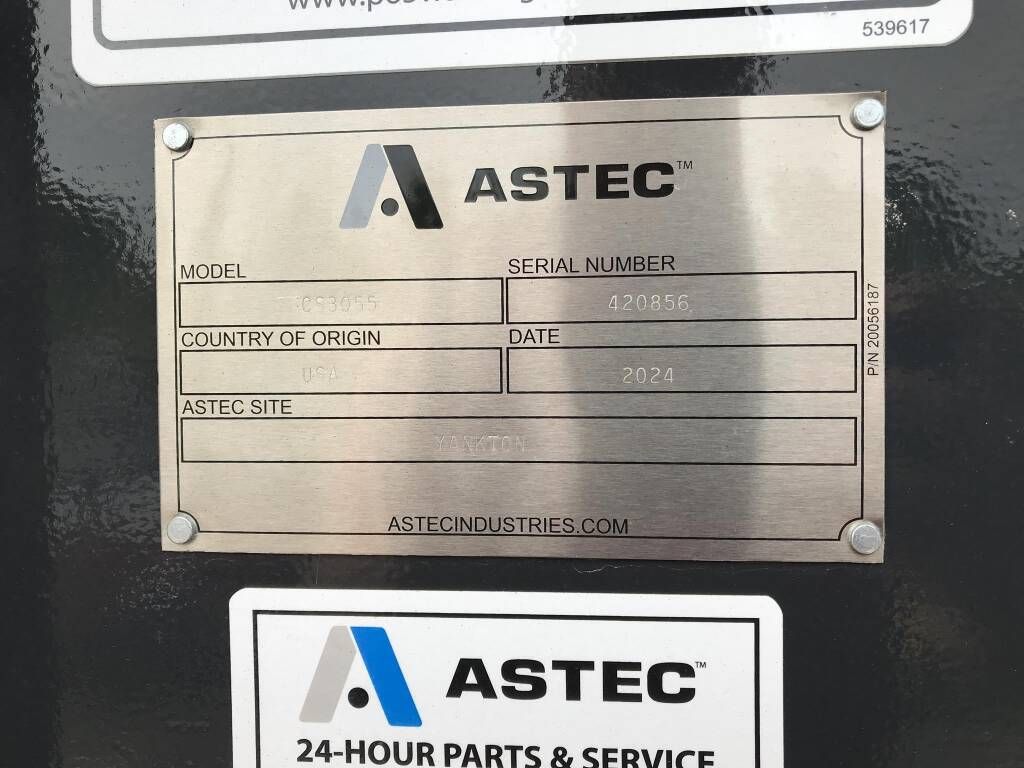 539617
ASTEC™
MODEL
SERIAL NUMBER
420856
COUNTRY OF ORIGIN
DATE
USA
2024
ASTEC SITE
YANKTON
P/N 20056187
ASTECINDUSTRIES.COM
ASTEC™
24-HOUR PARTS & SERVICE